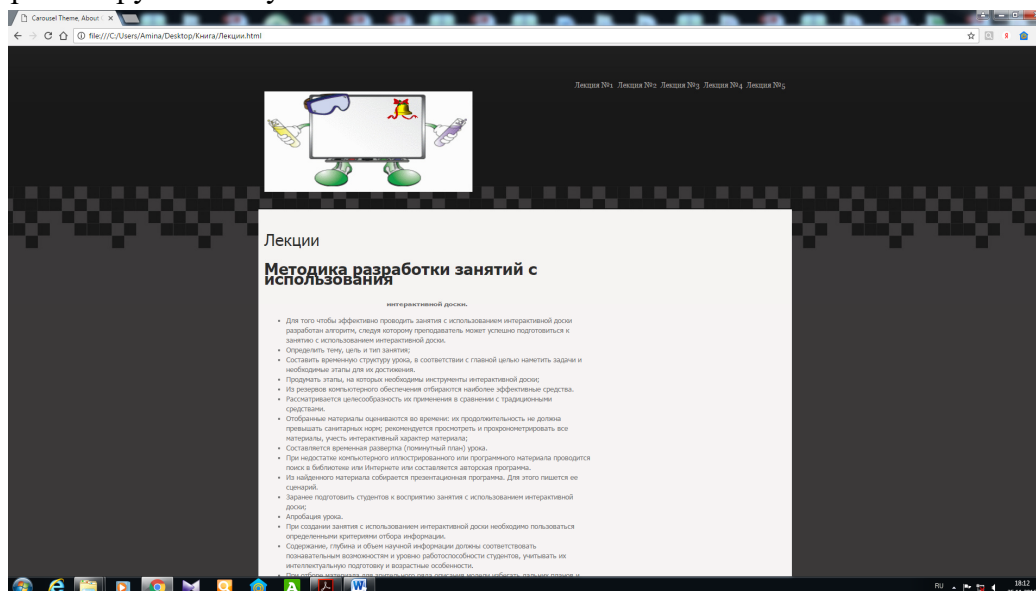 Carousel Theme, About
file:///C:/Users/Amina/Desktop/Книга/Лекции.html
Лекция №1 Лекция №2 Лекция №3 Лекция №4 Лекция №5
Лекции
Методика разработки занятий с
использования
интерактивной доски.
Для того чтобы эффективно проводить занятия с использованием интерактивной доски
разработан алгоритм, следуя которому преподаватель может успешно подготовиться к
занятию с использованием интерактивной доски.
Определить тему, цель и тип занятия;
Составить временную структуру урока, в соответствии с главной целью наметить задачи и
необходимые этапы для их достижения.
Продумать этапы, на которых необходимы инструменты интерактивной доски;
Из резервов компьютерного обеспечения отбираются наиболее эффективные средства.
Рассматривается целесообразность их применения в сравнении с традиционными
средствами.
Отобранные материалы оцениваются во времени: их продолжительность не должна
превышать санитарных норм; рекомендуется просмотреть и прохронометрировать все
материалы, учесть интерактивный характер материала;
Составляется временная развертка (поминутный план) урока.
При недостатке компьютерного иллюстрированного или программного материала проводится
поиск в библиотеке или Интернете или составляется авторская программа.
Из найденного материала собирается презентационная программа. Для этого пишется ее
сценарий.
Заранее подготовить студентов к восприятию занятия с использованием интерактивной
доски;
Апробация урока.
При создании занятия с использованием интерактивной доски необходимо пользоваться
определенными критериями отбора информации.
Содержание, глубина и объем научной информации должны соответствовать
познавательным возможностям и уровню работоспособности студентов, учитывать их
интеллектуальную подготовку и возрастные особенности.
RU
18:12